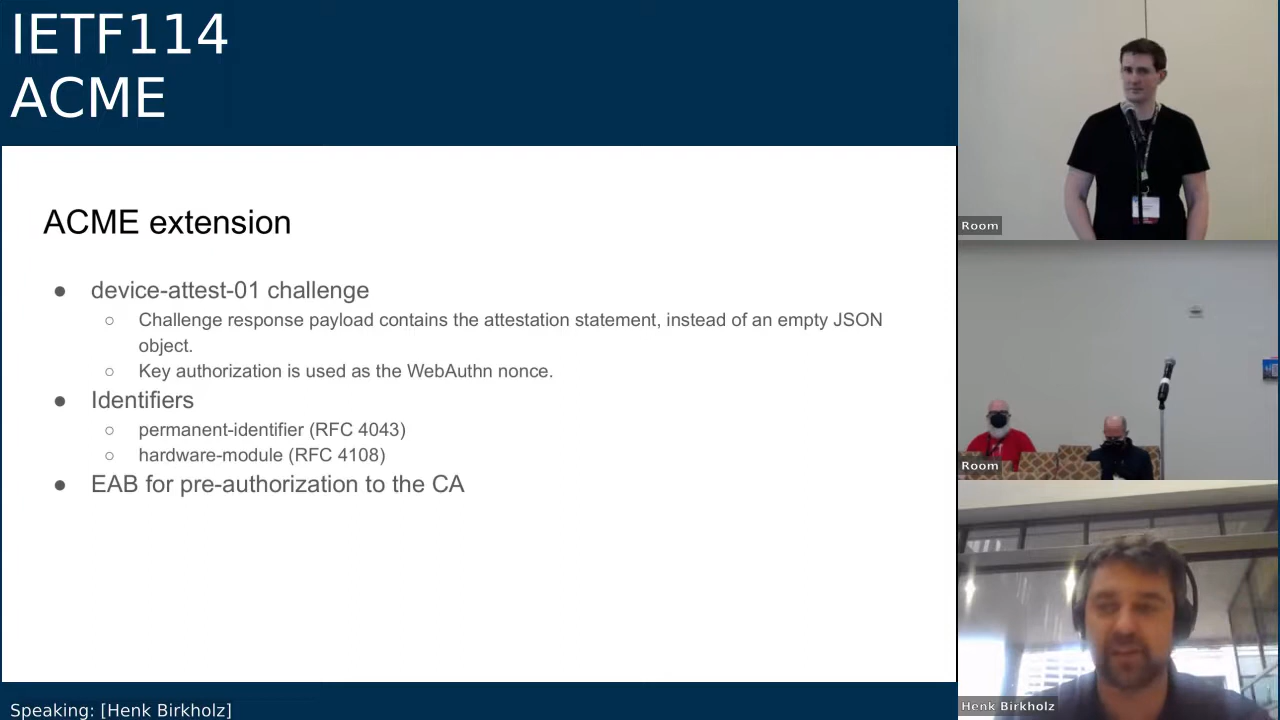 IETF114
ACME
ACME extension
● device-attest-01 challenge
○ Challenge response payload contains the attestation statement, instead of an empty JSON
object.
○ Key authorization is used as the WebAuthn nonce.
● Identifiers
○ permanent-identifier (RFC 4043)
○ hardware-module (RFC 4108)
● EAB for pre-authorization to the CA
Speaking: [Henk Birkholz]
Room
Room
Henk Birkholz